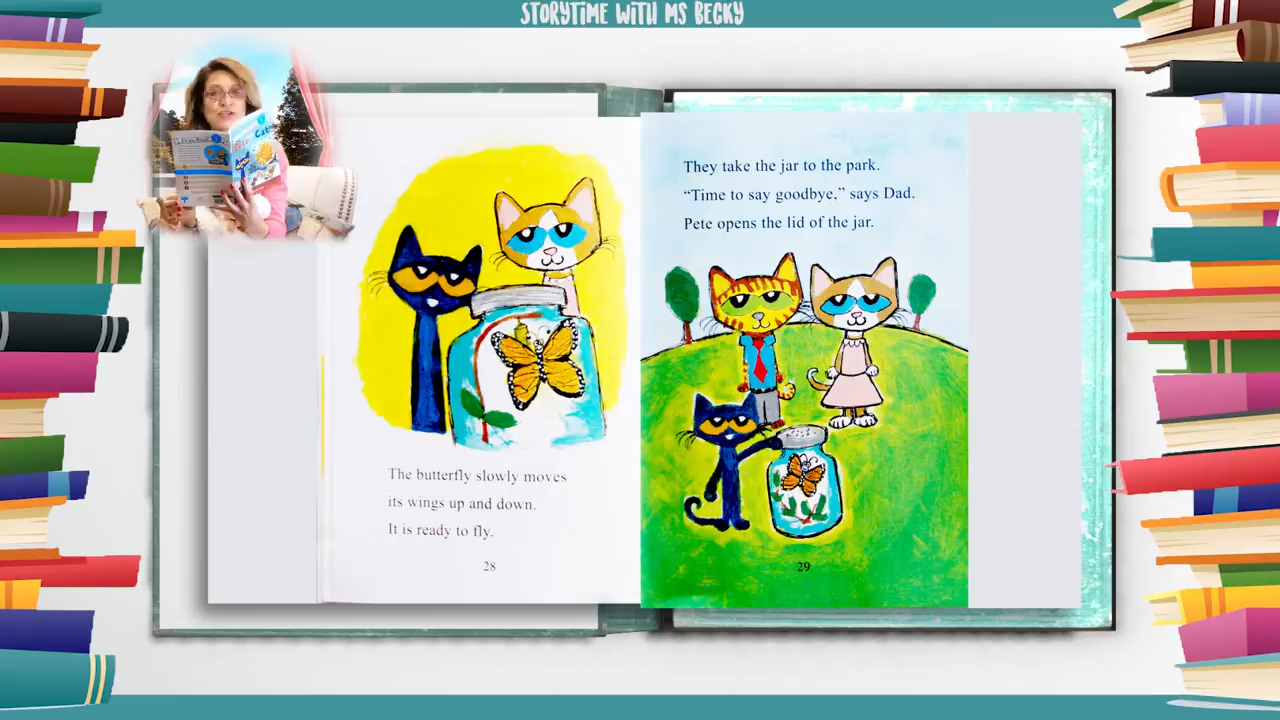 STORYTIME WITH MS BECKY
They take the jar to the park.
“Time to say goodbye,” says Dad.
Pete opens the lid of the jar.
The butterfly slowly moves
its wings up and down.
It is ready to fly.
28
29